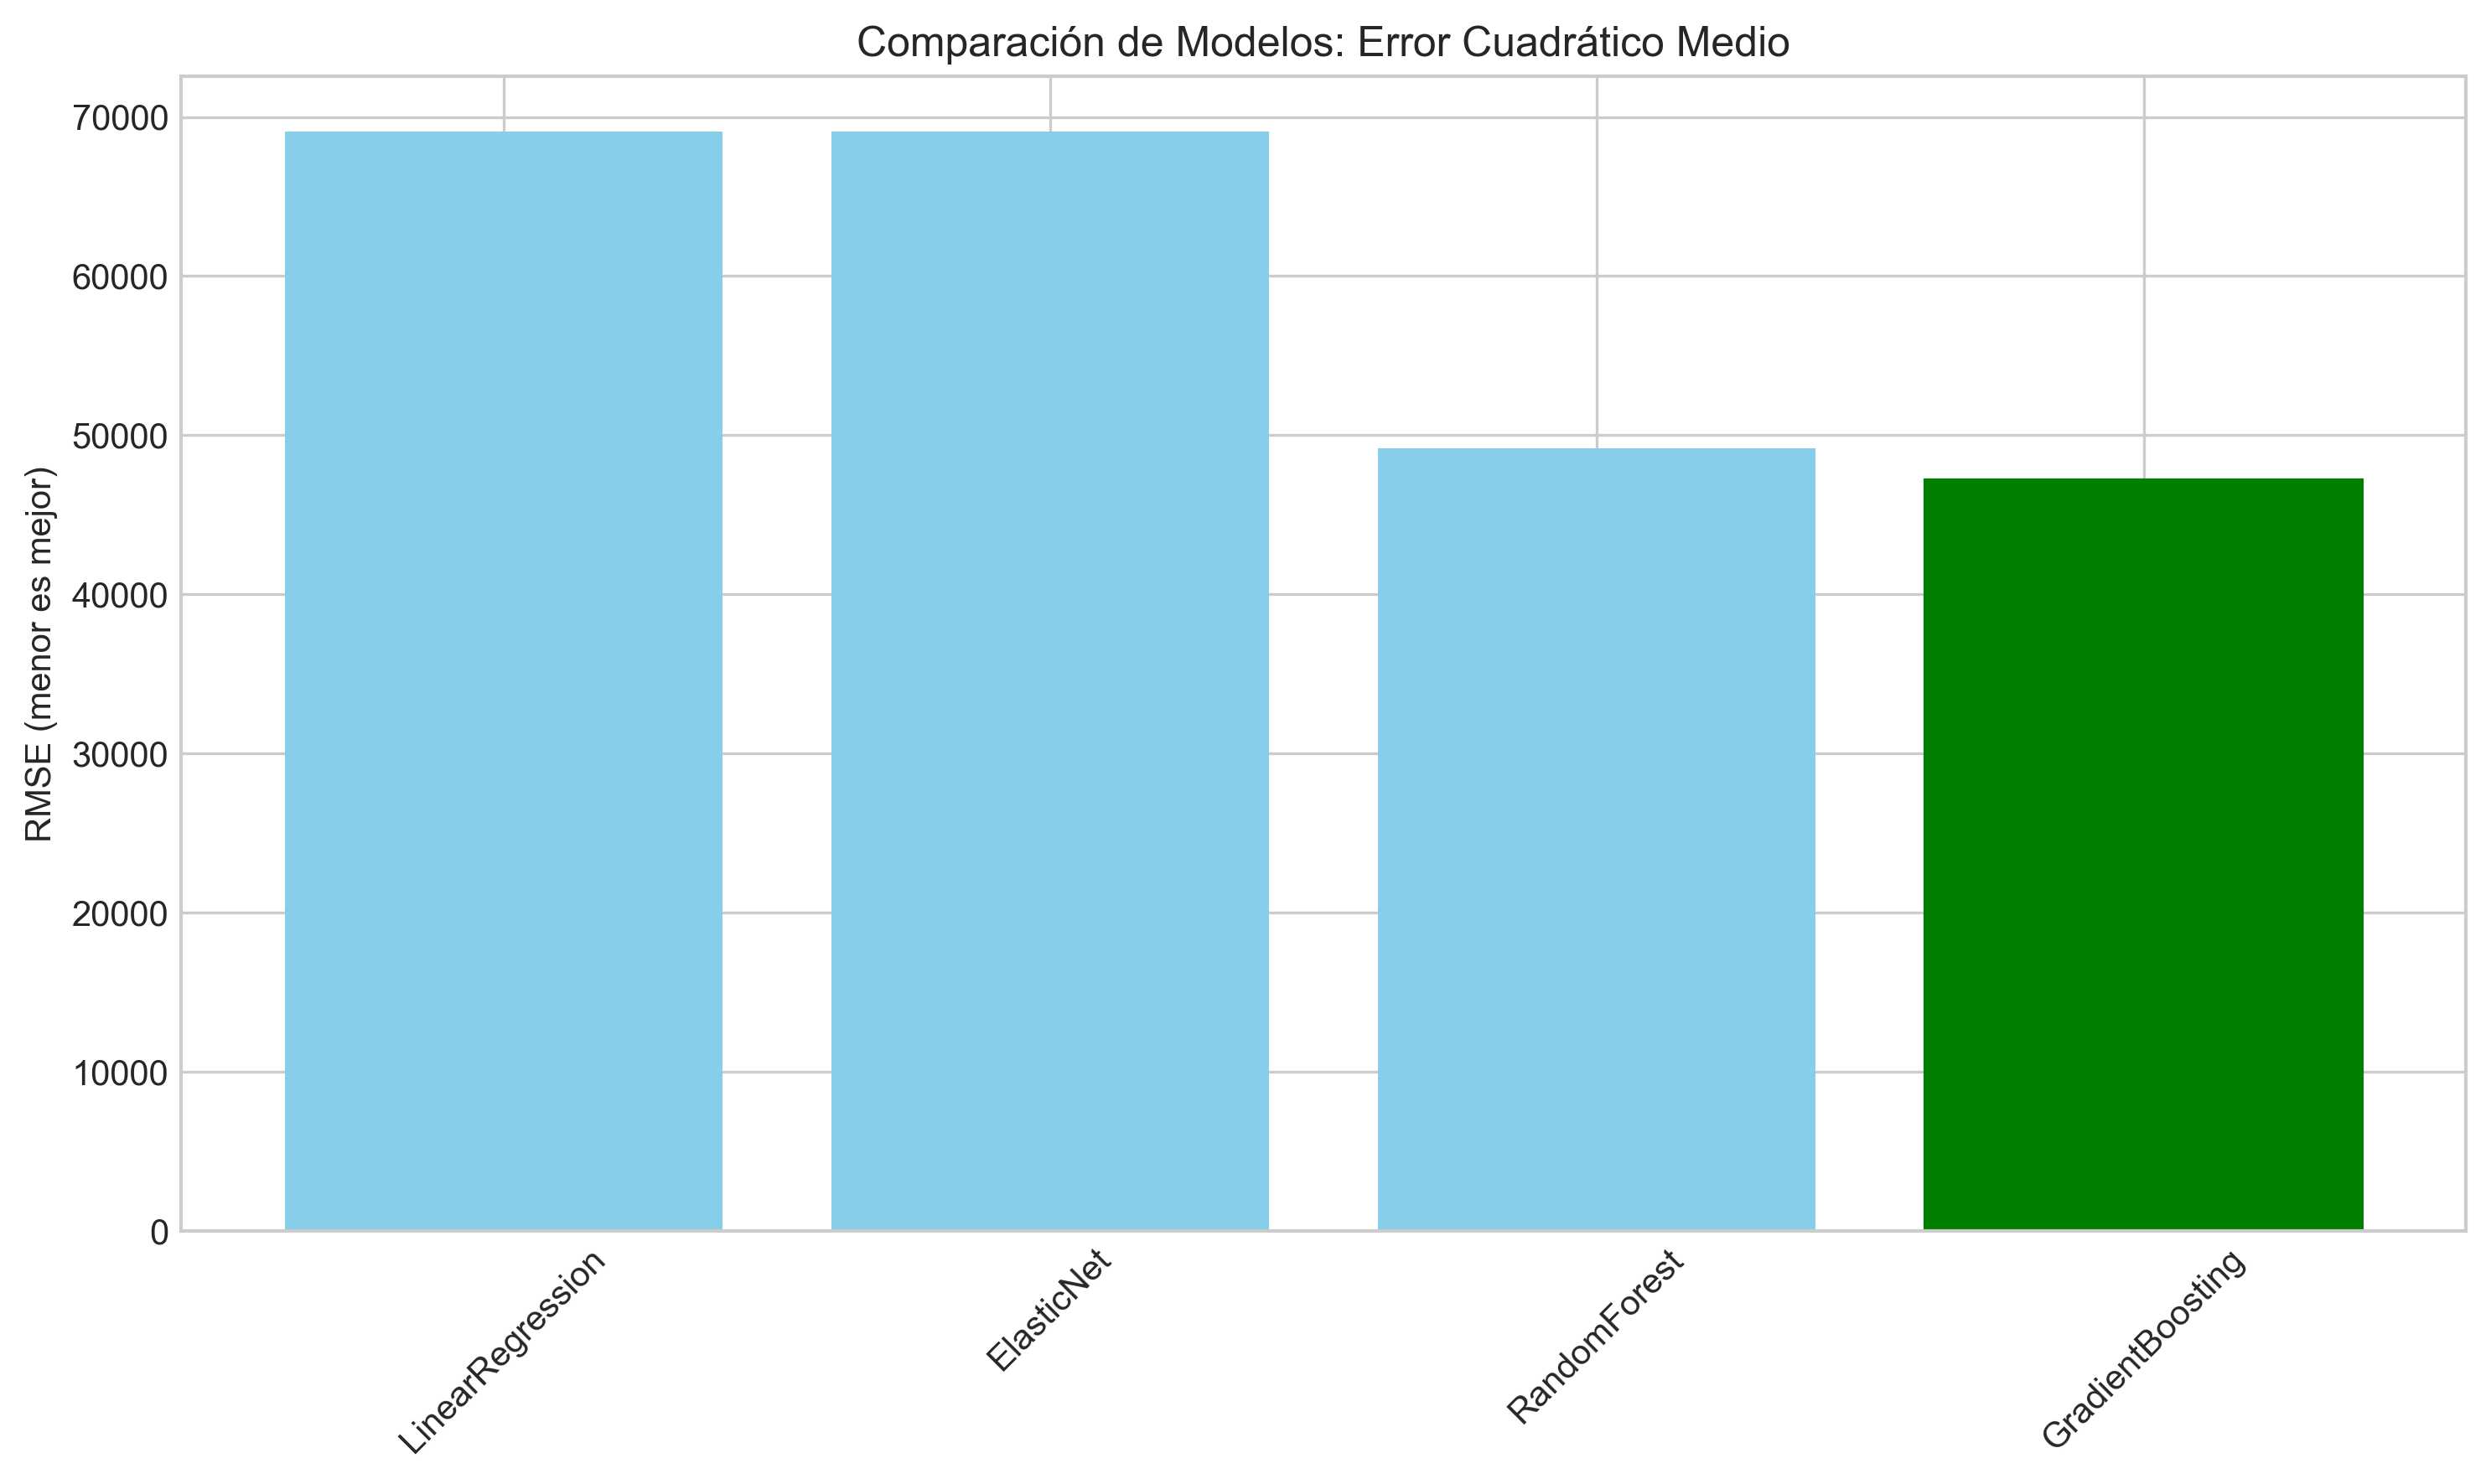 Comparación de Modelos: Error Cuadrático Medio
RMSE (menor es mejor)
70000
60000
50000
40000
30000
20000
10000
0
LinearRegression
ElasticNet
RandomForest
GradientBoosting